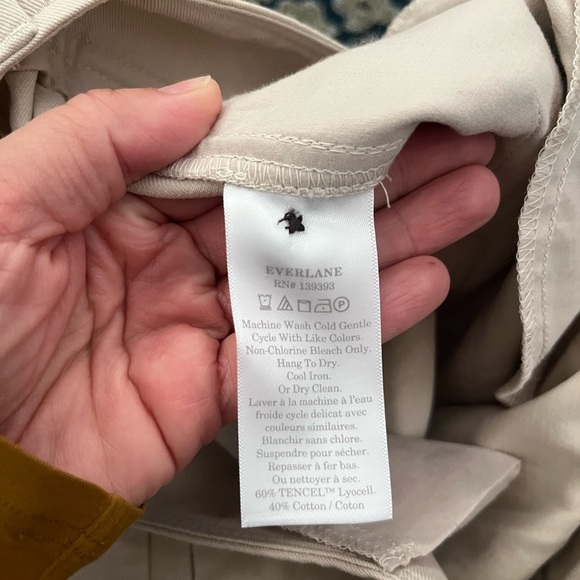 EVERLANE
RN# 139393
P
Machine Wash Cold Gentle
Cycle With Like Colors.
Non-Chlorine Bleach Only.
Hang To Dry.
Cool Iron.
Or Dry Clean.
Laver à la machine à l'eau
froide cycle delicat avec
couleurs similaires.
Blanchir sans chlore.
Suspendre pour sécher.
Repasser à fer bas.
Ou nettoyer à sec.
60% TENCEL™ Lyocell.
40% Cotton / Coton